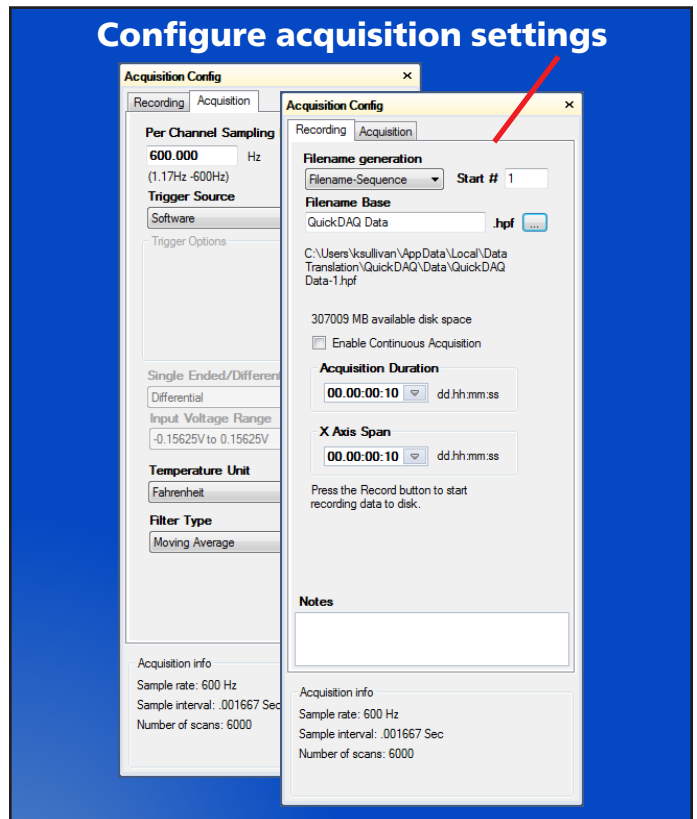 Configure acquisition settings
Acquisition Config ×
Recording Acquisition
Per Channel Sampling
600.000 Hz
(1.17Hz -600Hz)
Trigger Source
Software
Trigger Options
Single Ended/Different
Differential
Input Voltage Range
-0.15625V to 0.15625V
Temperature Unit
Fahrenheit
Filter Type
Moving Average
Acquisition info
Sample rate: 600 Hz
Sample interval: .001667 Sec
Number of scans: 6000
Acquisition Config ×
Recording Acquisition
Filename generation
Filename-Sequence Start # 1
Filename Base
QuickDAQ Data .hpf ...
C:\Users\ksullivan\AppData\Local\Data
Translation\QuickDAQ\Data\QuickDAQ
Data-1.hpf
307009 MB available disk space
Enable Continuous Acquisition
Acquisition Duration
00.00:00:10 dd.hh:mm:ss
X Axis Span
00.00:00:10 dd.hh:mm:ss
Press the Record button to start
recording data to disk.
Notes
Acquisition info
Sample rate: 600 Hz
Sample interval: .001667 Sec
Number of scans: 6000